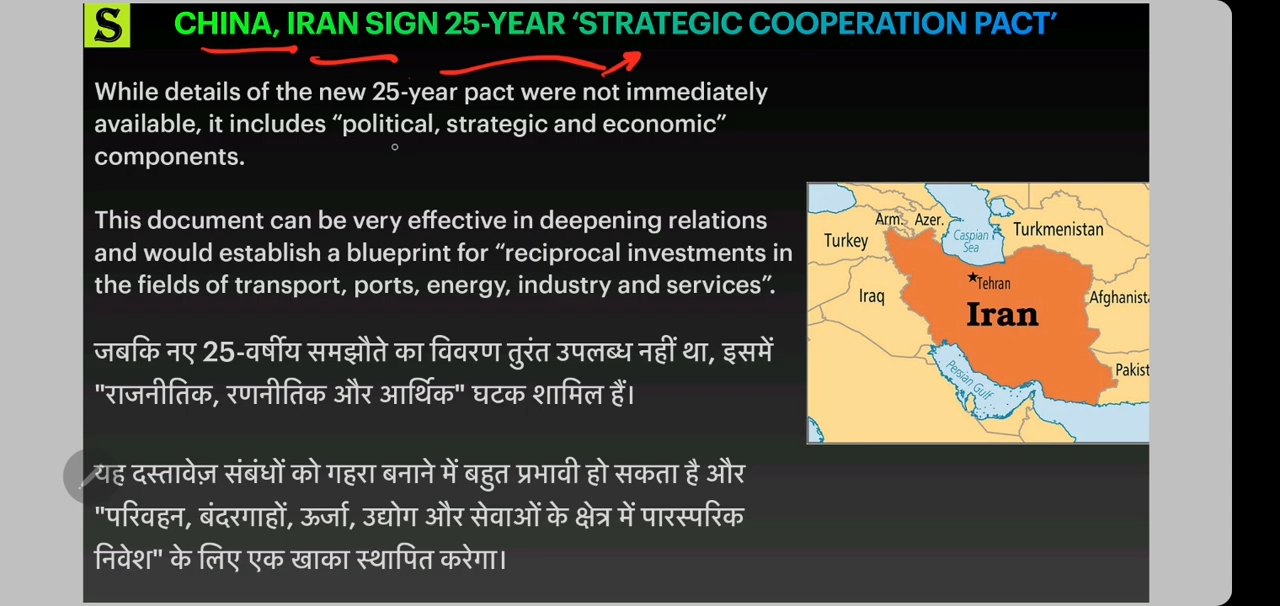 S
CHINA, IRAN SIGN 25-YEAR ‘STRATEGIC COOPERATION PACT’
While details of the new 25-year pact were not immediately
available, it includes “political, strategic and economic”
components.
This document can be very effective in deepening relations
and would establish a blueprint for “reciprocal investments in
the fields of transport, ports, energy, industry and services”.
जबकि नए 25-वर्षीय समझौते का विवरण तुरंत उपलब्ध नहीं था, इसमें
"राजनीतिक, रणनीतिक और आर्थिक" घटक शामिल हैं।
यह दस्तावेज़ संबंधों को गहरा बनाने में बहुत प्रभावी हो सकता है और
"परिवहन, बंदरगाहों, ऊर्जा, उद्योग और सेवाओं के क्षेत्र में पारस्परिक
निवेश" के लिए एक खाका स्थापित करेगा।
Arm. Azer.
Turkey
Caspian
Sea
Turkmenistan
Tehran
Iraq
Iran
Afghanist
Persian Gulf
Pakist